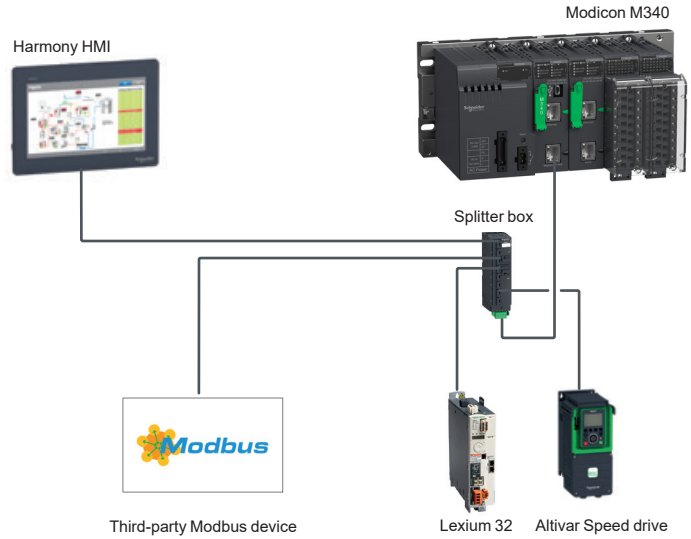 Modicon M340
Harmony HMI
Splitter box
Modbus
Third-party Modbus device
Lexium 32
Altivar Speed drive